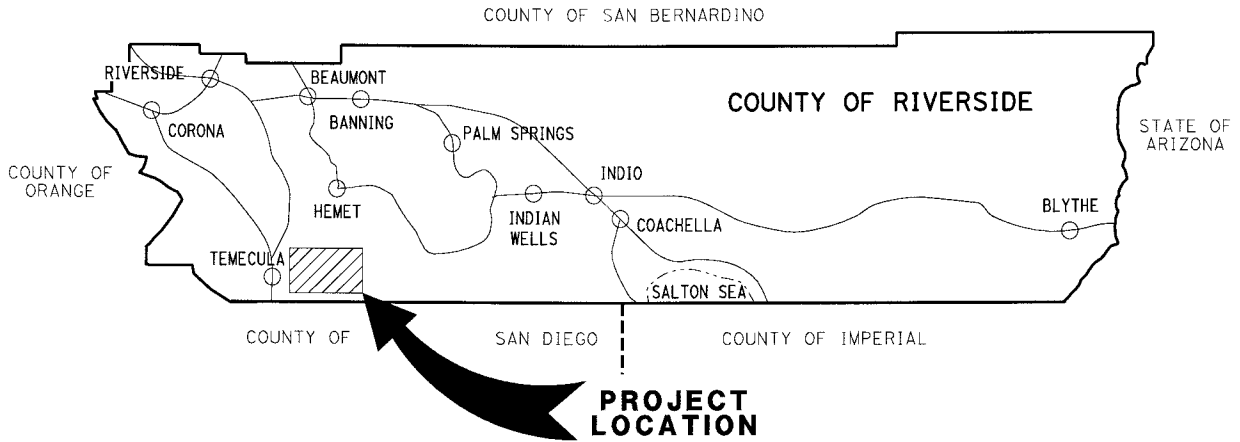 COUNTY OF SAN BERNARDINO
RIVERSIDE
BEAUMONT
COUNTY OF RIVERSIDE
CORONA
BANNING
PALM SPRINGS
STATE OF
ARIZONA
COUNTY OF
ORANGE
INDIO
HEMET
INDIAN
WELLS
COACHELLA
BLYTHE
TEMECULA
SALTON SEA
COUNTY OF SAN DIEGO
COUNTY OF IMPERIAL
PROJECT
LOCATION